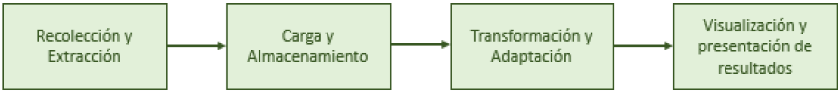 Recolección y
Extracción
Carga y
Almacenamiento
Transformación y
Adaptación
Visualización y
presentación de
resultados